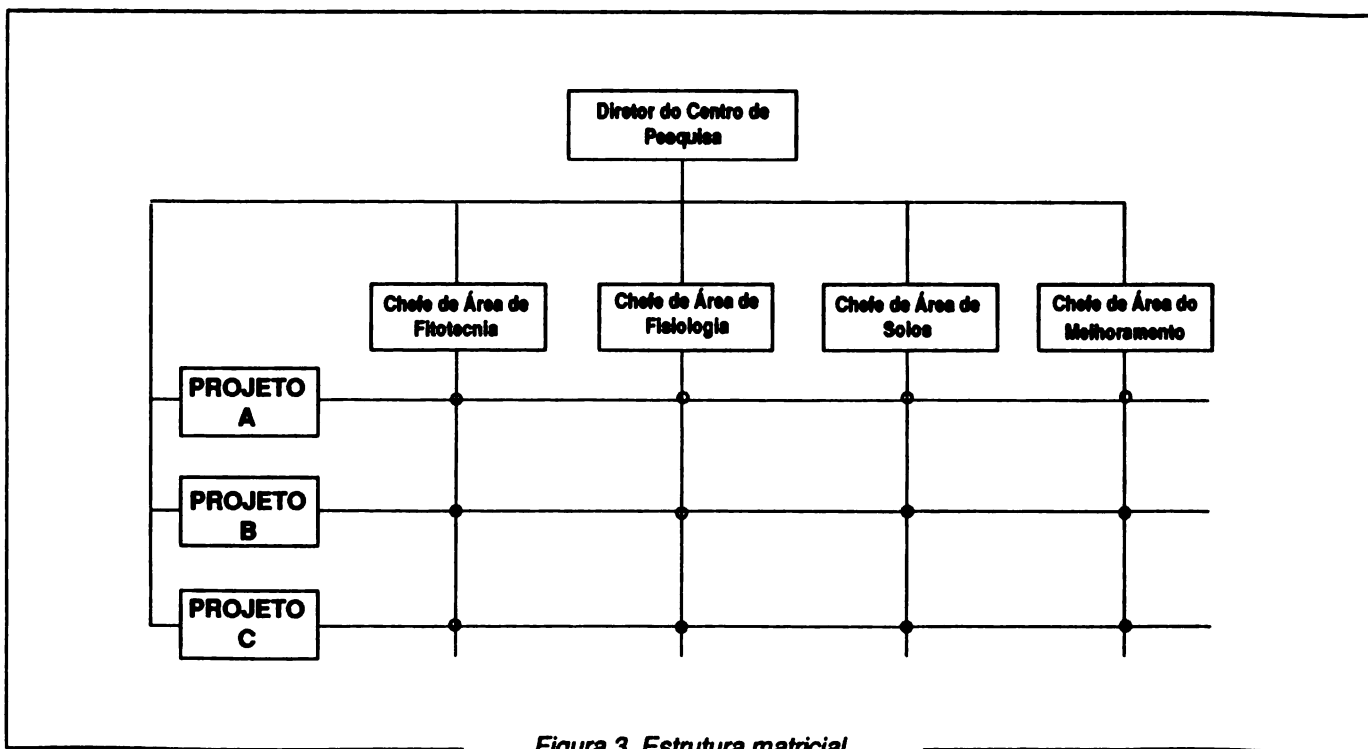 Diretor do Centro de
Pesquisa
Chefe de Área de
Fitotecnia
Chefe de Área de
Fisiologia
Chefe de Área de
Solos
Chefe de Área do
Melhoramento
PROJETO
A
PROJETO
B
PROJETO
C
Figura 3. Estrutura matricial